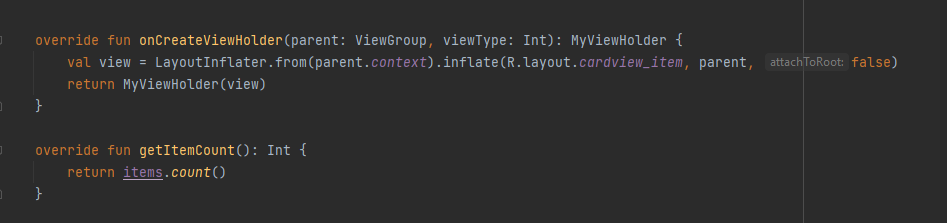 override fun onCreateViewHolder(parent: ViewGroup, viewType: Int): MyViewHolder {
val view = LayoutInflater.from(parent.context).inflate(R.layout.cardview_item, parent, attachToRoot: false)
return MyViewHolder(view)
}
override fun getItemCount(): Int {
return items.count()
}